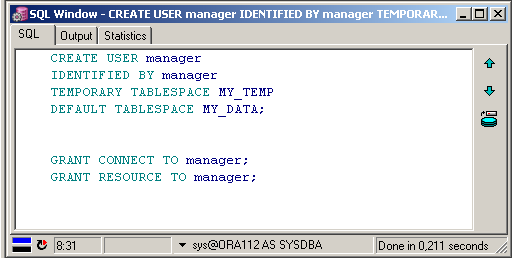 SQL Window - CREATE USER manager IDENTIFIED BY manager TEMPORAR...
SQL Output Statistics
CREATE USER manager
IDENTIFIED BY manager
TEMPORARY TABLESPACE MY_TEMP
DEFAULT TABLESPACE MY_DATA;
GRANT CONNECT TO manager;
GRANT RESOURCE TO manager;
8:31 sys@ORA112 AS SYSDBA Done in 0,211 seconds